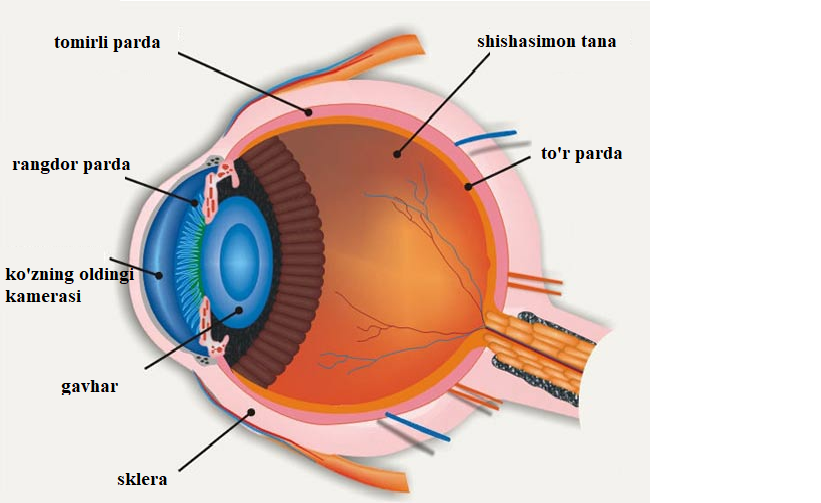 tomirli parda
shishasimon tana
to'r parda
rangdor parda
ko'zning oldingi
kamerasi
gavhar
sklera